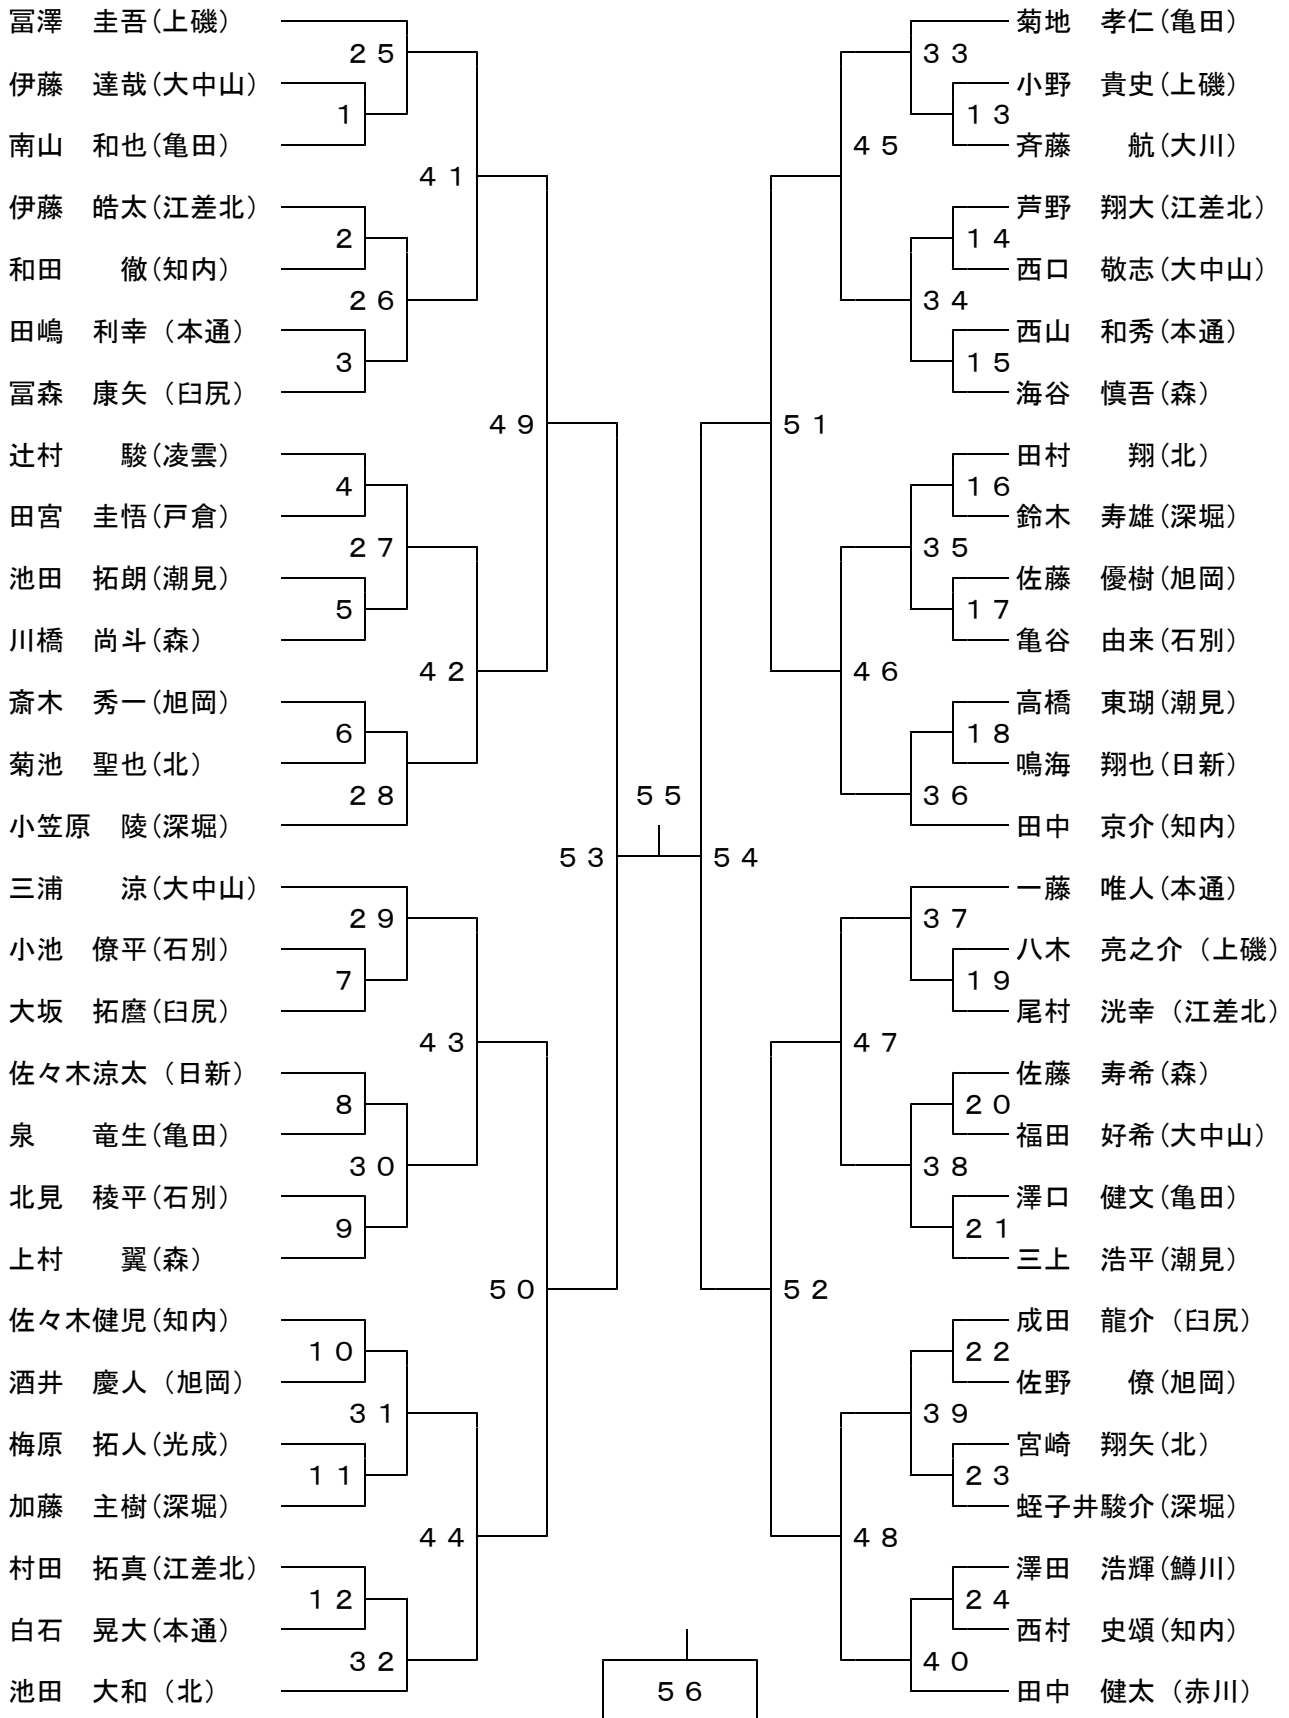 冨澤　圭吾(上磯)
25
伊藤　達哉(大中山)
1
南山　和也(亀田)
41
伊藤　皓太(江差北)
2
和田　　徹(知内)
26
田嶋　利幸（本通)
3
冨森　康矢（臼尻)
49
辻村　　駿(凌雲)
4
田宮　圭悟(戸倉)
27
池田　拓朗(潮見)
5
川橋　尚斗(森)
42
斎木　秀一(旭岡)
6
菊池　聖也(北)
28
小笠原　陵(深堀)
53
三浦　　涼(大中山)
29
小池　僚平(石別)
7
大坂　拓麿(臼尻)
43
佐々木涼太（日新)
8
泉　　竜生(亀田)
30
北見　稜平(石別)
9
上村　　翼(森)
50
佐々木健児(知内)
10
酒井　慶人（旭岡)
31
梅原　拓人(光成)
11
加藤　主樹(深堀)
44
村田　拓真(江差北)
12
白石　晃大(本通)
32
池田　大和（北)
55
56
菊地　孝仁(亀田)
33
小野　貴史(上磯)
13
斉藤　　航(大川)
45
芦野　翔大(江差北)
14
西口　敬志(大中山)
34
西山　和秀(本通)
15
海谷　慎吾(森)
51
田村　　翔(北)
16
鈴木　寿雄(深堀)
35
佐藤　優樹(旭岡)
17
亀谷　由来(石別)
46
高橋　東瑚(潮見)
18
鳴海　翔也(日新)
36
田中　京介(知内)
54
一藤　唯人(本通)
37
八木　亮之介（上磯)
19
尾村　洸幸（江差北)
47
佐藤　寿希(森)
20
福田　好希(大中山)
38
澤口　健文(亀田)
21
三上　浩平(潮見)
52
成田　龍介（臼尻)
22
佐野　　僚(旭岡)
39
宮崎　翔矢(北)
23
蛭子井駿介(深堀)
48
澤田　浩輝(鱒川)
24
西村　史頌(知内)
40
田中　健太（赤川)